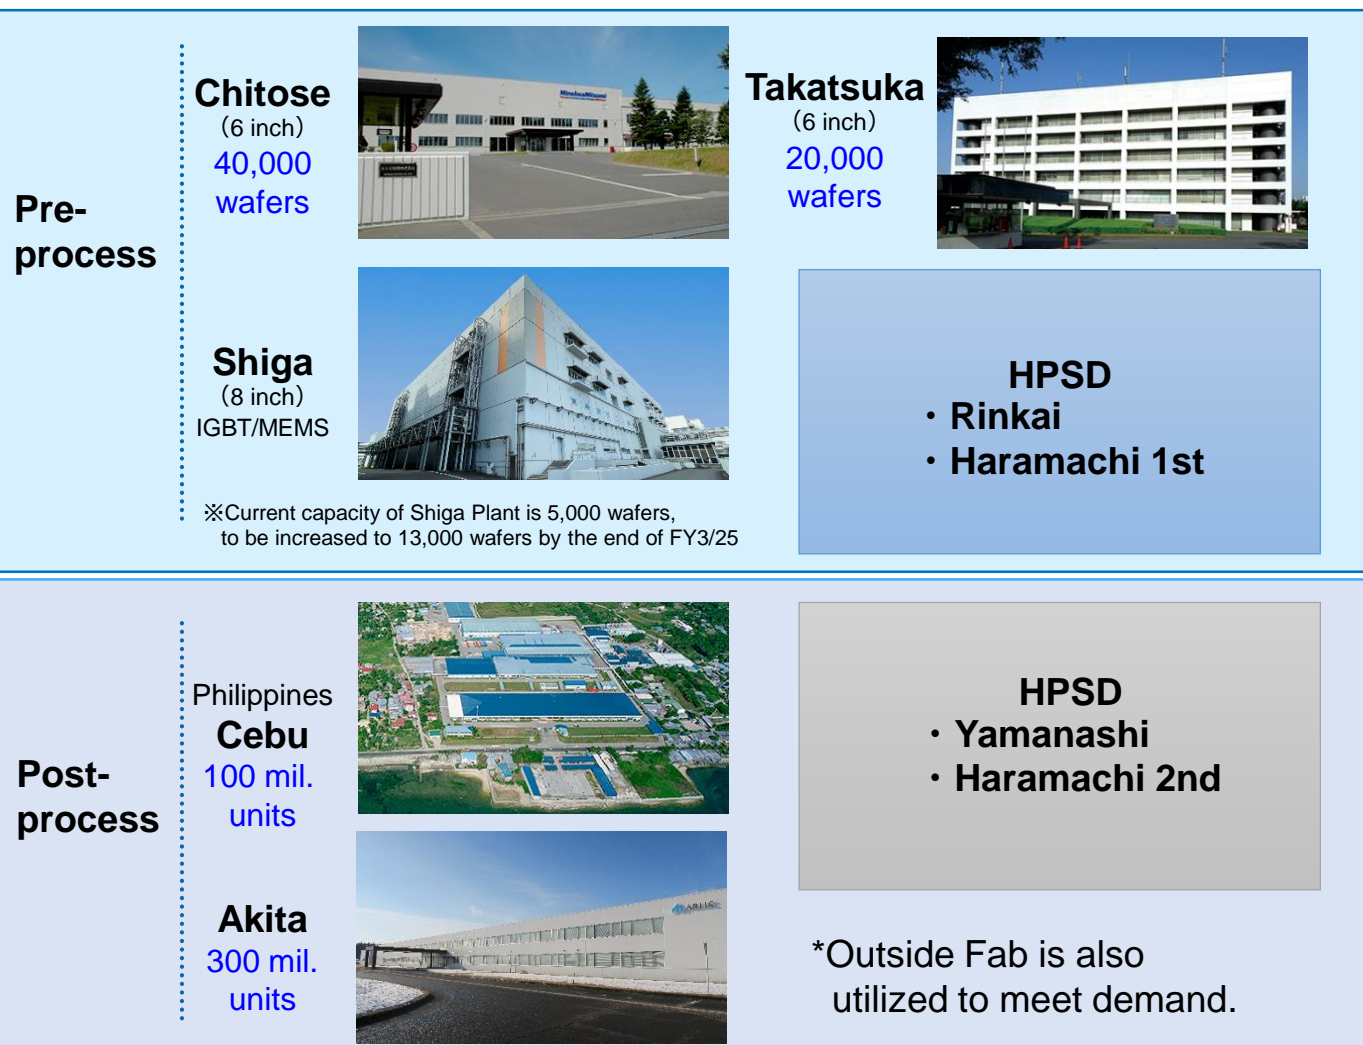 Pre-
process
Chitose
（6 inch）
40,000
wafers
MinebeaMitsumi
Takatsuka
（6 inch）
20,000
wafers
Shiga
（8 inch）
IGBT/MEMS
※Current capacity of Shiga Plant is 5,000 wafers,
to be increased to 13,000 wafers by the end of FY3/25
HPSD
・Rinkai
・Haramachi 1st
Post-
process
Philippines
Cebu
100 mil.
units
Akita
300 mil.
units
ABLIC
HPSD
・Yamanashi
・Haramachi 2nd
*Outside Fab is also
utilized to meet demand.